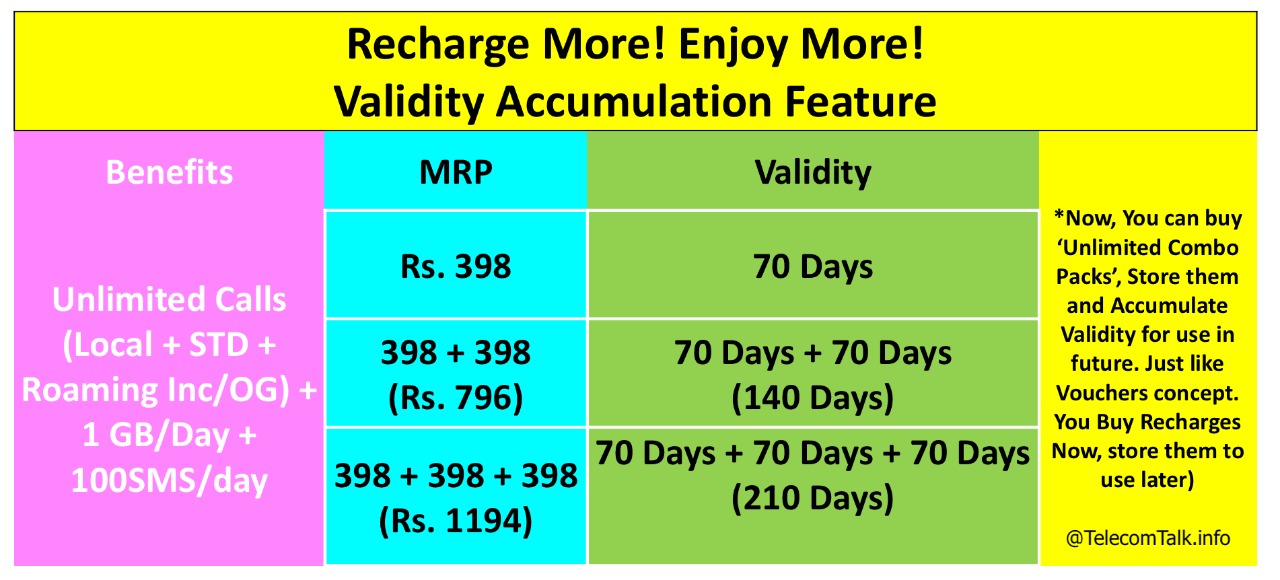 Recharge More! Enjoy More!
Validity Accumulation Feature
Benefits
MRP
Validity
Unlimited Calls
(Local + STD +
Roaming Inc/OG) +
1 GB/Day +
100SMS/day
Rs. 398
70 Days
398 + 398
(Rs. 796)
70 Days + 70 Days
(140 Days)
398 + 398 + 398
(Rs. 1194)
70 Days + 70 Days + 70 Days
(210 Days)
*Now, You can buy
‘Unlimited Combo
Packs’, Store them
and Accumulate
Validity for use in
future. Just like
Vouchers concept.
You Buy Recharges
Now, store them to
use later)
@TelecomTalk.info